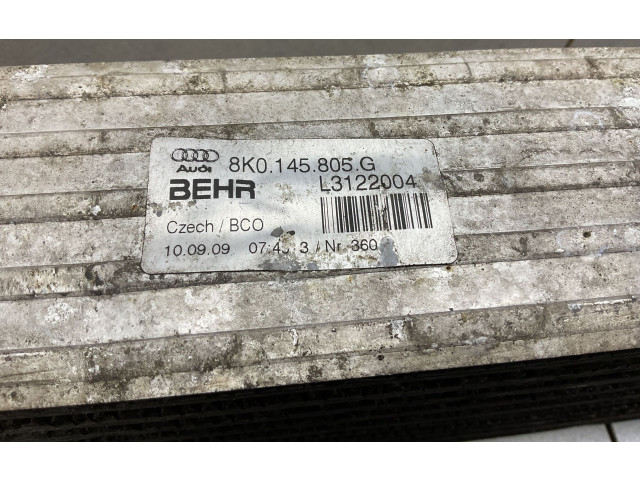 8K0.145.805.G
Audi
BEHR L3122004
Czech / BCO
10.09.09 / Nr. 360